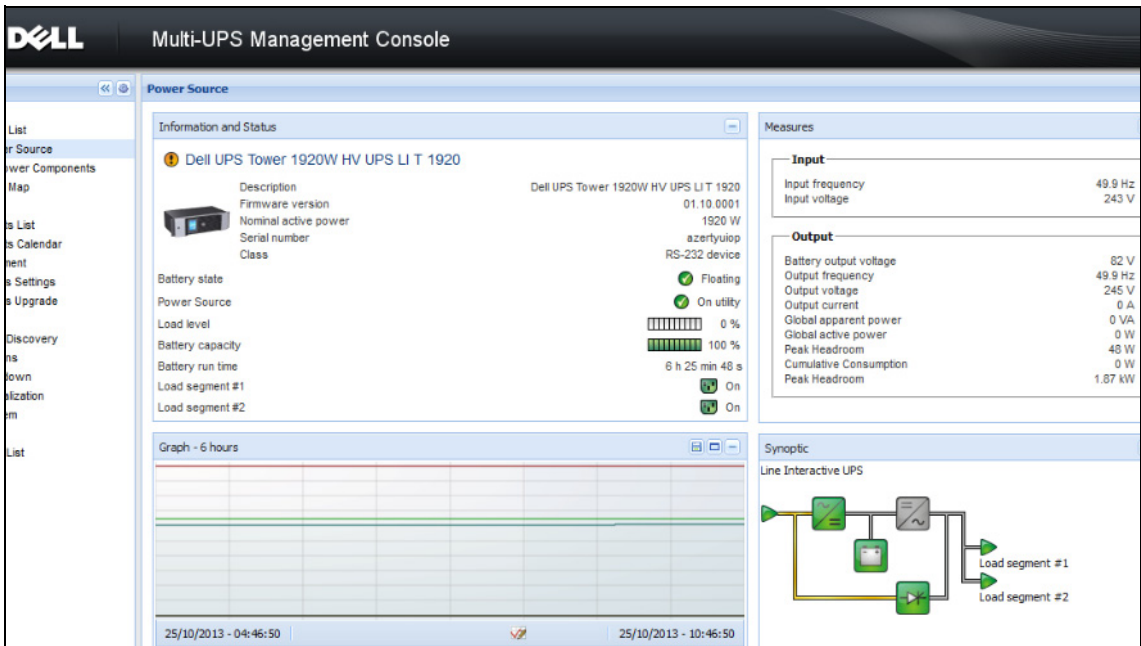 DELL
Multi-UPS Management Console
Power Source
List
r Source
wer Components
Map
ts List
ts Calendar
ment
s Settings
s Upgrade
Discovery
ns
down
alization
em
List
Information and Status
Dell UPS Tower 1920W HV UPS LI T 1920
Description Dell UPS Tower 1920W HV UPS LI T 1920
Firmware version 01.10.0001
Nominal active power 1920 W
Serial number azertyuiop
Class RS-232 device
Battery state Floating
Power Source On utility
Load level 0 %
Battery capacity 100 %
Battery run time 6 h 25 min 48 s
Load segment #1 On
Load segment #2 On
Measures
Input
Input frequency 49.9 Hz
Input voltage 243 V
Output
Battery output voltage 82 V
Output frequency 49.9 Hz
Output voltage 245 V
Output current 0 A
Global apparent power 0 VA
Global active power 0 W
Peak Headroom 48 W
Cumulative Consumption 0 W
Peak Headroom 1.87 kW
Graph - 6 hours
25/10/2013 - 04:46:50 25/10/2013 - 10:46:50
Synoptic
Line Interactive UPS
Load segment #1
Load segment #2